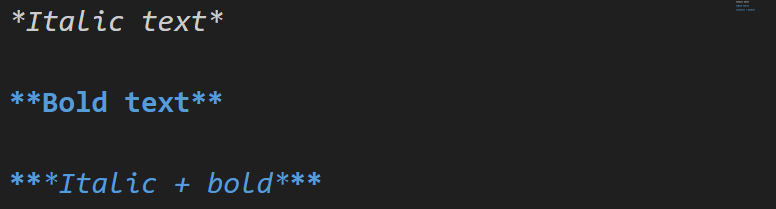 *Italic text*
**Bold text**
***Italic + bold***